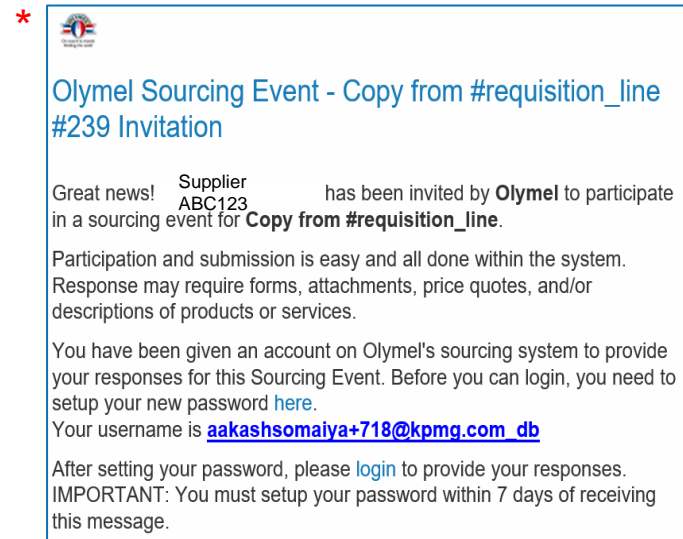 *
Olymel Sourcing Event - Copy from #requisition_line
#239 Invitation
Great news! Supplier ABC123 has been invited by Olymel to participate
in a sourcing event for Copy from #requisition_line.
Participation and submission is easy and all done within the system.
Response may require forms, attachments, price quotes, and/or
descriptions of products or services.
You have been given an account on Olymel's sourcing system to provide
your responses for this Sourcing Event. Before you can login, you need to
setup your new password here.
Your username is aakashsomaiya+718@kpmg.com_db
After setting your password, please login to provide your responses.
IMPORTANT: You must setup your password within 7 days of receiving
this message.